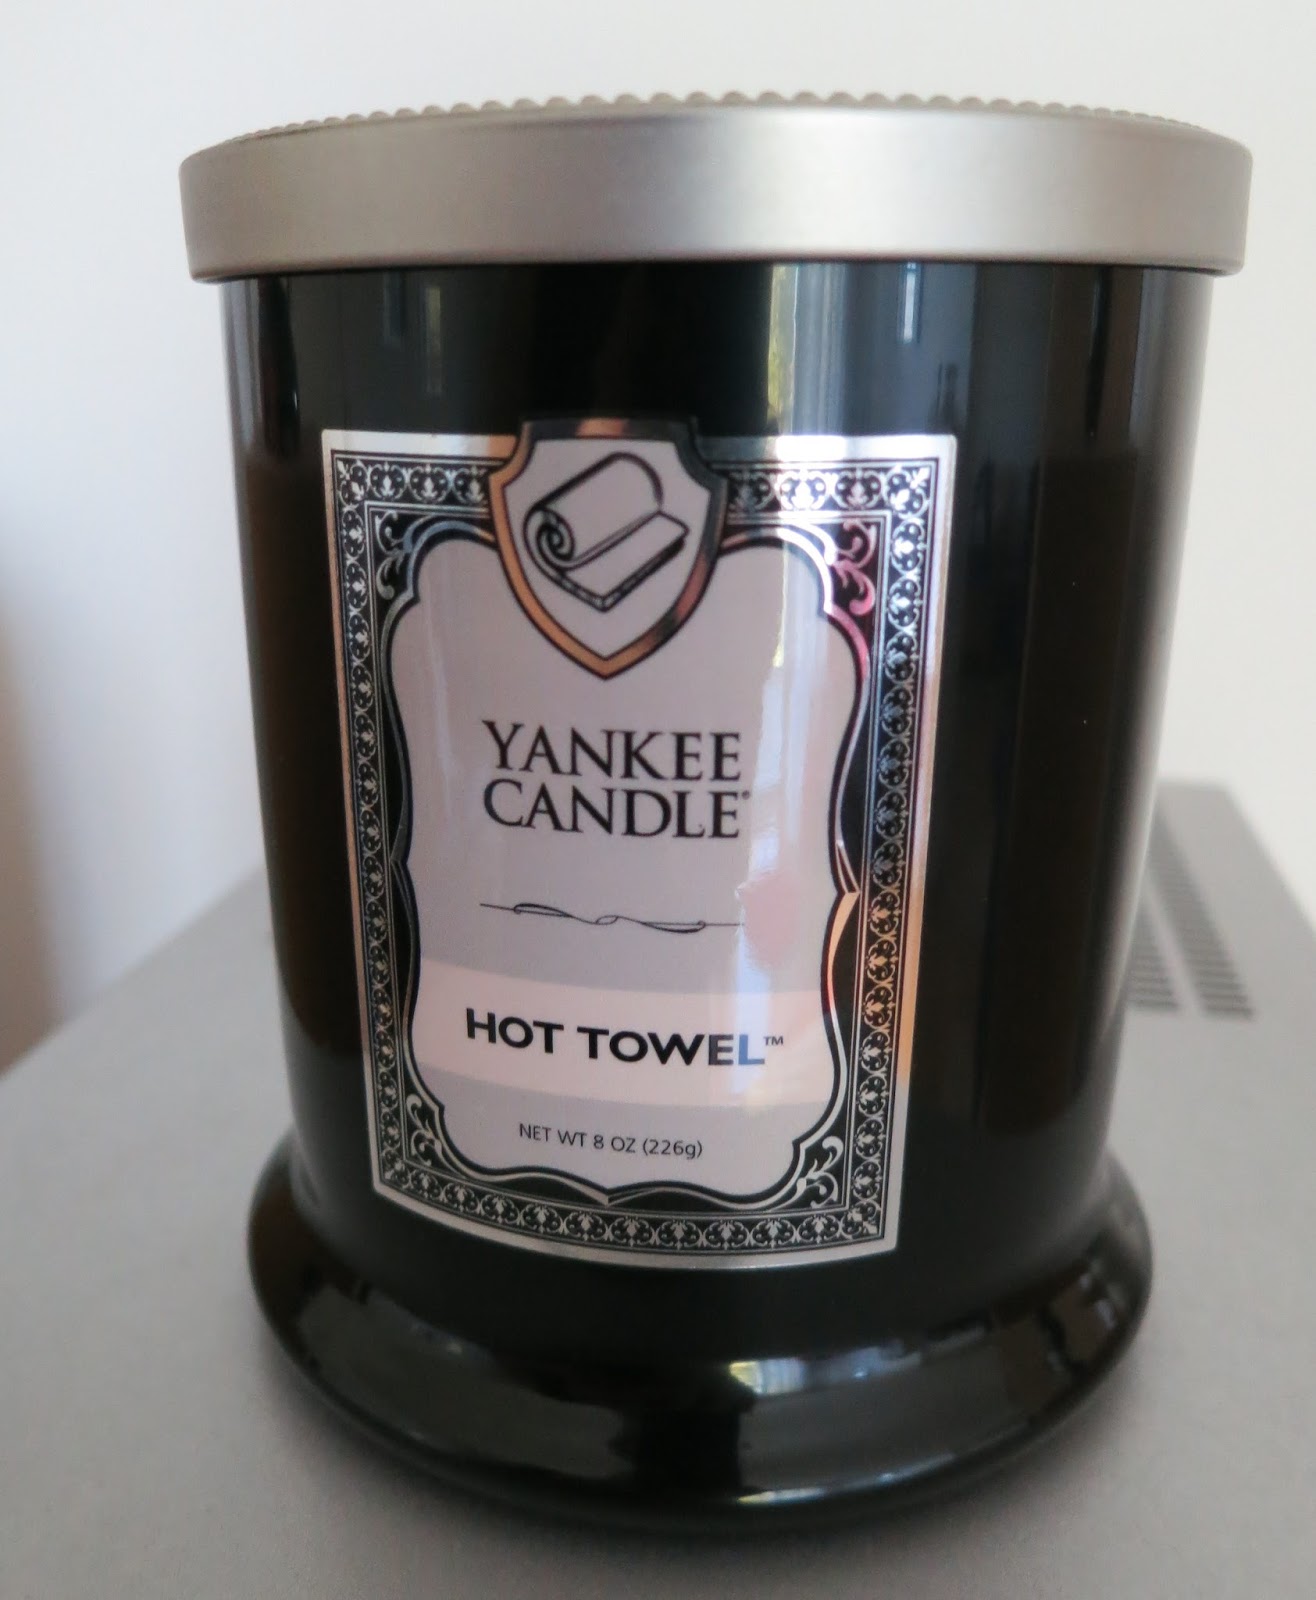 YANKEE
CANDLE®
HOT TOWEL™
NET WT 8 OZ (226g)